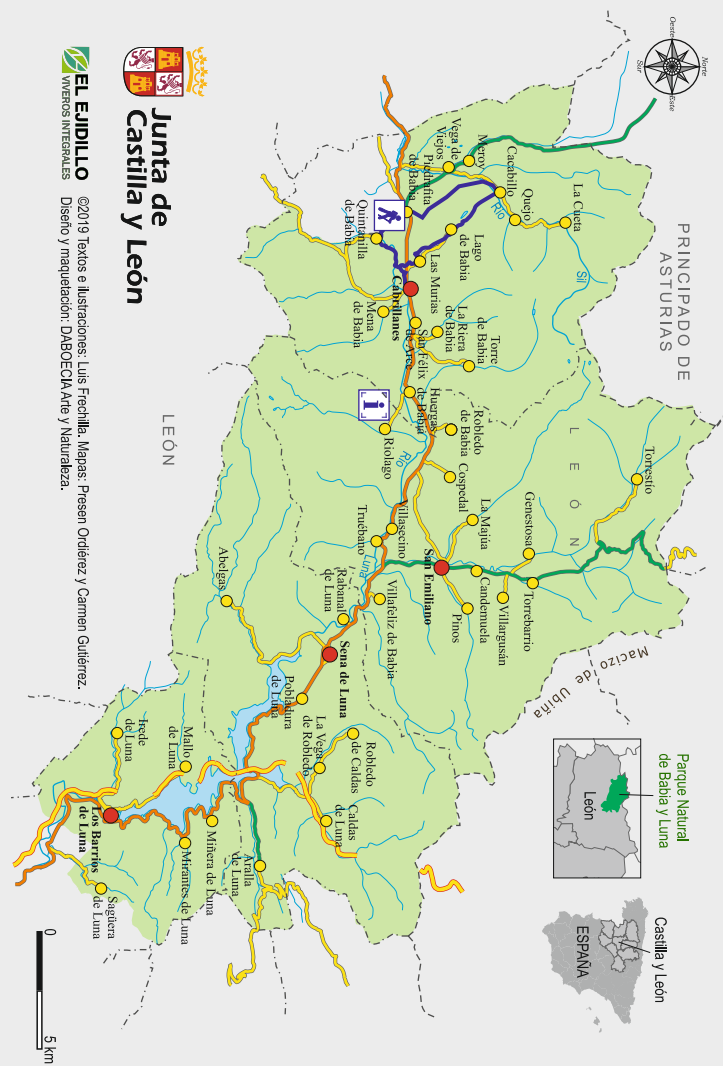 Norte
Este
Sur
Oeste
PRINCIPADO DE
ASTURIAS
LEÓN
LEÓN
Macizo de Ubiña
La Cueta
Quejo
Cacabillo
Meroy
Vega de
Viejos
Piedrafita
de Babia
Quintanilla
de Babia
Río
Sil
Lago
de Babia
Las Murias
Cabrillanes
Mena
de Babia
La Riera
de Babia
Torre
de Babia
San Félix
de Arce
Huergas
de Babia
Riolago
Robledo
de Babia
Cospedal
Río
Luna
La Majúa
Torrestío
Genestosa
Torrebarrio
Villargusán
Candemuela
San Emiliano
Pinos
Villasecino
Truébano
Villafeliz de Babia
Rabanal
de Luna
Abelgas
Sena de Luna
Pobladura
de Luna
La Vega
de Robledo
Robledo
de Caldas
Caldas
de Luna
Aralla
de Luna
Mallo
de Luna
Irede
de Luna
Miñera de Luna
Mirantes de Luna
Los Barrios
de Luna
Sagüera
de Luna
i
Parque Natural
de Babia y Luna
León
Castilla y León
ESPAÑA
0 5 km
Junta de
Castilla y León
EL EJIDILLO
VIVEROS INTEGRALES
©2019 Textos e ilustraciones: Luis Frechilla. Mapas: Presen Ordiérez y Carmen Gutiérrez.
Diseño y maquetación: DABOECIA Arte y Naturaleza.